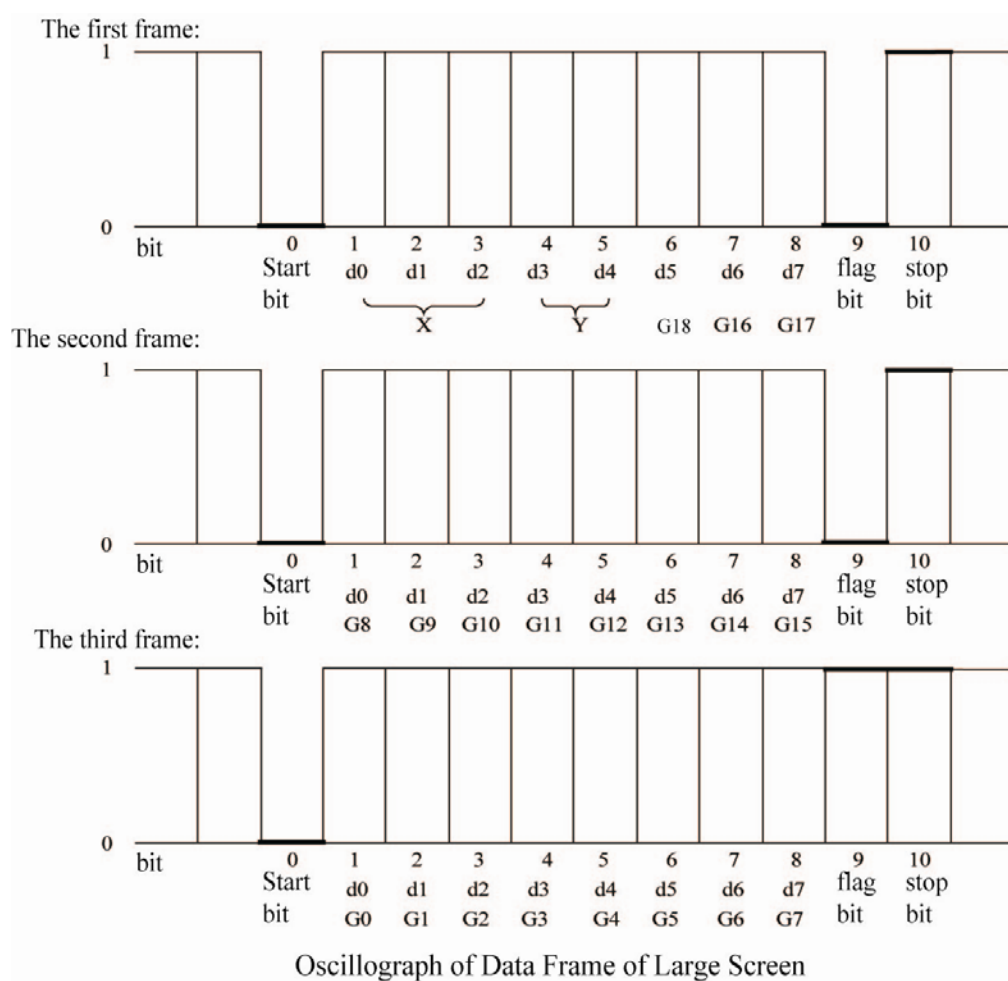 The first frame:
1
0
bit 0 1 2 3 4 5 6 7 8 9 10
Start d0 d1 d2 d3 d4 d5 d6 d7 flag stop
bit bit bit
X Y G18 G16 G17
The second frame:
1
0
bit 0 1 2 3 4 5 6 7 8 9 10
Start d0 d1 d2 d3 d4 d5 d6 d7 flag stop
bit G8 G9 G10 G11 G12 G13 G14 G15 bit bit
The third frame:
1
0
bit 0 1 2 3 4 5 6 7 8 9 10
Start d0 d1 d2 d3 d4 d5 d6 d7 flag stop
bit G0 G1 G2 G3 G4 G5 G6 G7 bit bit
Oscillograph of Data Frame of Large Screen